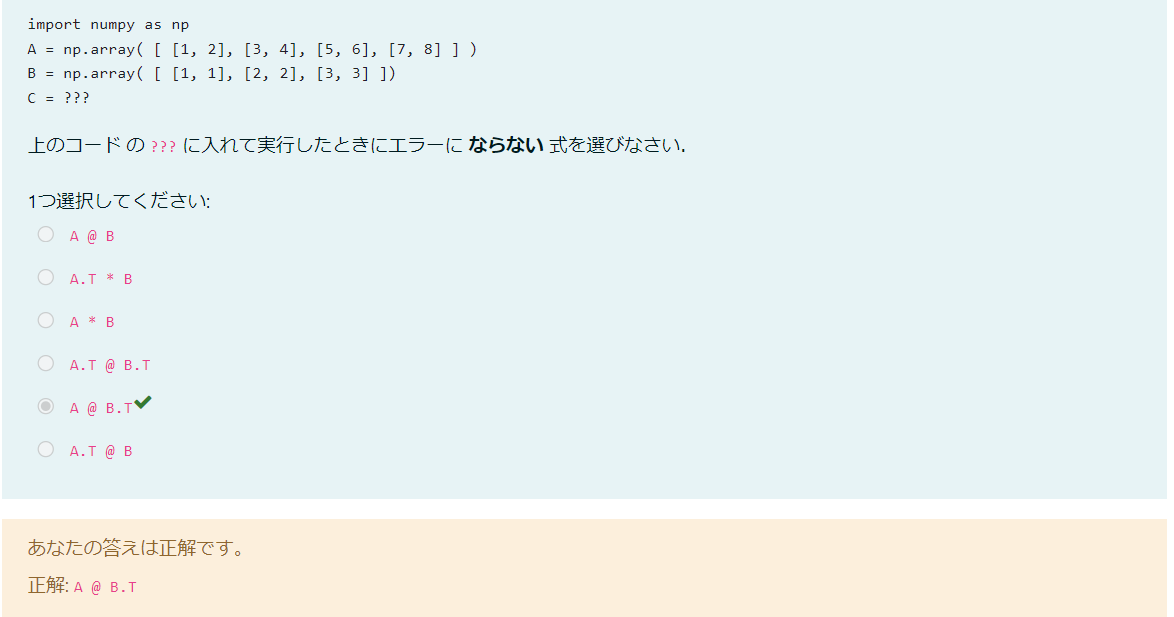 import numpy as np
A = np.array( [ [1, 2], [3, 4], [5, 6], [7, 8] ] )
B = np.array( [ [1, 1], [2, 2], [3, 3] ])
C = ???
上のコード の ??? に入れて実行したときにエラーに ならない 式を選びなさい.
1つ選択してください:
A @ B
A.T * B
A * B
A.T @ B.T
A @ B.T
A.T @ B
あなたの答えは正解です。
正解: A @ B.T